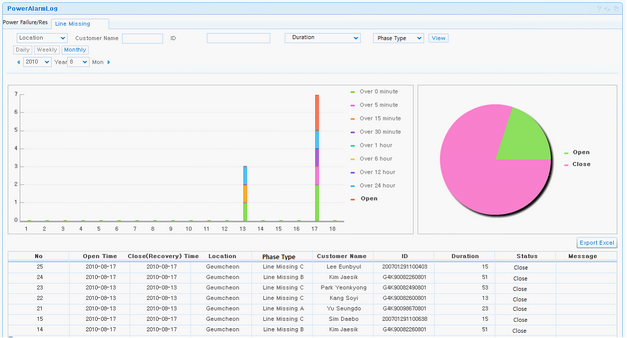 PowerAlarmLog
Power Failure/Res Line Missing
Location Customer Name ID Duration Phase Type View
Daily Weekly Monthly
2010 Year 8 Mon
7
6
5
4
3
2
1
0
1 2 3 4 5 6 7 8 9 10 11 12 13 14 15 16 17 18
Over 0 minute
Over 5 minute
Over 15 minute
Over 30 minute
Over 1 hour
Over 6 hour
Over 12 hour
Over 24 hour
Open
Open
Close
Export Excel
No Open Time Close(Recovery) Time Location Phase Type Customer Name ID Duration Status Message
25 2010-08-17 2010-08-17 Geumcheon Line Missing C Lee Eunbyul 200701291100403 15 Close
24 2010-08-17 2010-08-17 Geumcheon Line Missing B Kim Jaesik G4K90082260801 51 Close
23 2010-08-13 2010-08-13 Geumcheon Line Missing C Park Yeonkyong G4K90082490801 53 Close
22 2010-08-13 2010-08-13 Geumcheon Line Missing C Kang Soyi G4K90082600801 13 Close
21 2010-08-13 2010-08-13 Geumcheon Line Missing A Yu Seungdo G4K90098670801 23 Close
15 2010-08-17 2010-08-17 Geumcheon Line Missing C Sim Daebo 200701291100638 15 Close
14 2010-08-17 2010-08-17 Geumcheon Line Missing B Kim Jaesik G4K90082260801 51 Close